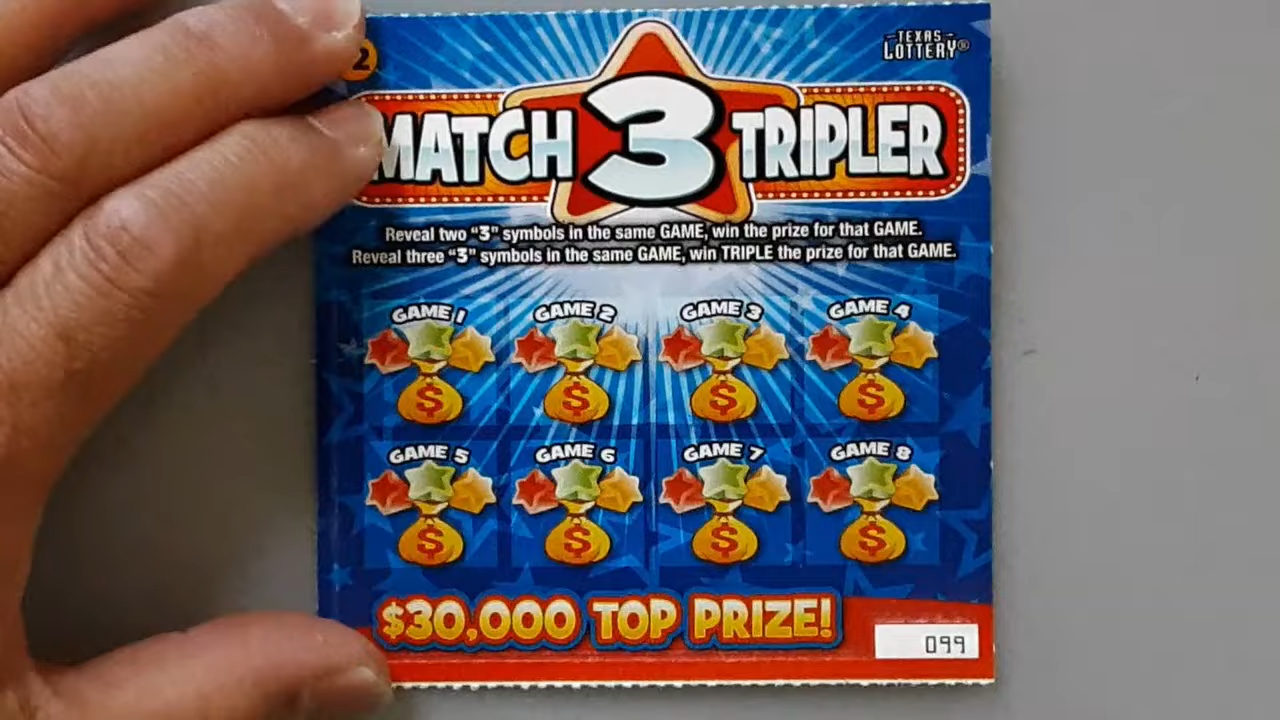 TEXAS
LOTTERY®
2
MATCH 3 TRIPLER
Reveal two "3" symbols in the same GAME, win the prize for that GAME.
Reveal three "3" symbols in the same GAME, win TRIPLE the prize for that GAME.
GAME 1 GAME 2 GAME 3 GAME 4
$ $ $ $
GAME 5 GAME 6 GAME 7 GAME 8
$ $ $ $
$30,000 TOP PRIZE!
099